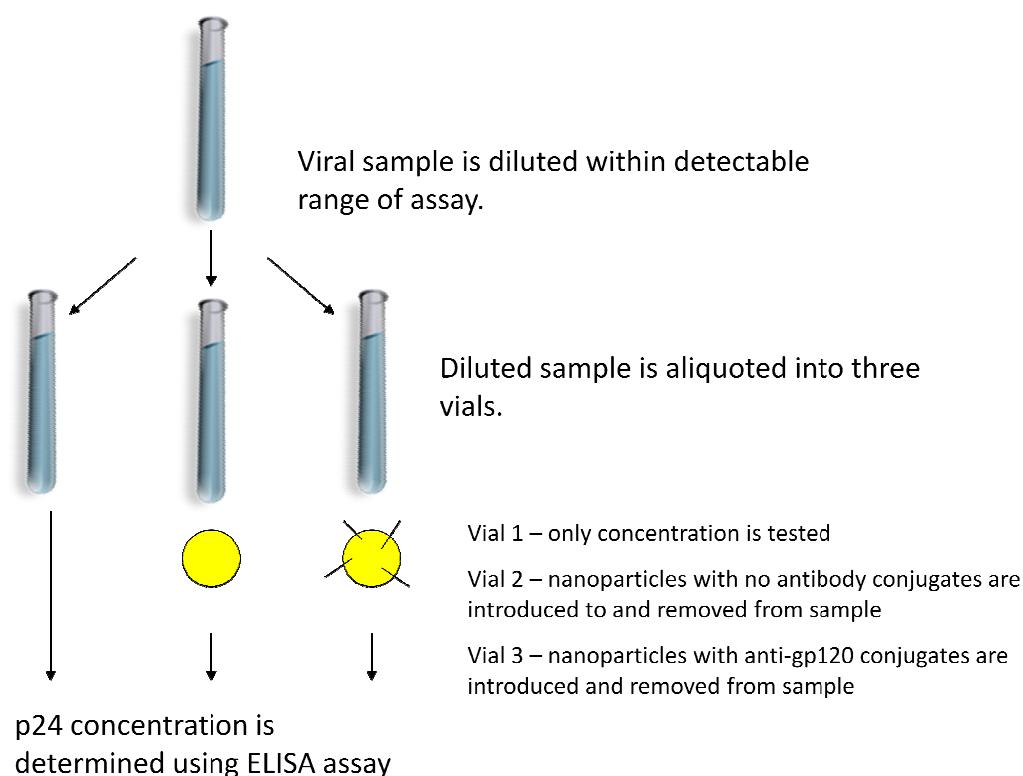 Viral sample is diluted within detectable
range of assay.
Diluted sample is aliquoted into three
vials.
Vial 1 – only concentration is tested
Vial 2 – nanoparticles with no antibody conjugates are
introduced to and removed from sample
Vial 3 – nanoparticles with anti-gp120 conjugates are
introduced and removed from sample
p24 concentration is
determined using ELISA assay